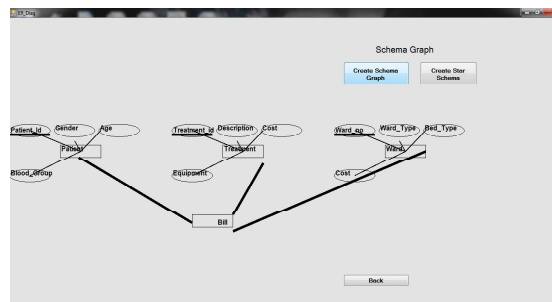 ER_Diag
Schema Graph
Create Schema Graph
Create Star Schema
Patient_id
Gender
Age
Treatment_id
Description
Cost
Ward_no
Ward_Type
Bed_Type
Patient
Treatment
Ward
Blood_Group
Equipment
Cost
Bill
Back